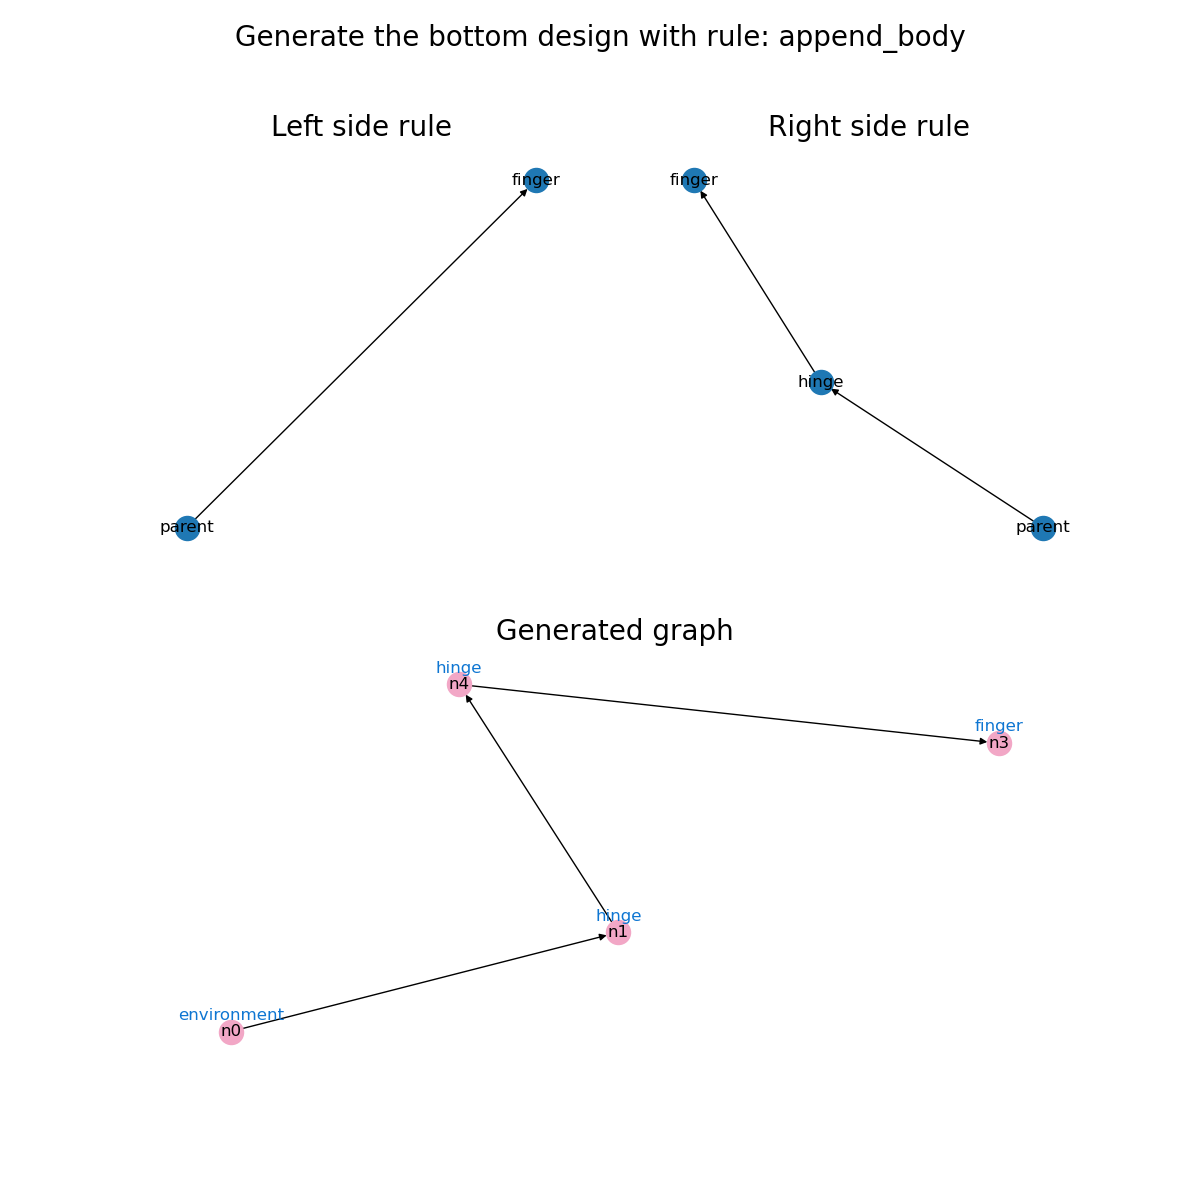 Generate the bottom design with rule: append_body
Left side rule
Right side rule
finger
finger
hinge
parent
parent
Generated graph
hinge
n4
finger
n3
hinge
n1
environment
n0